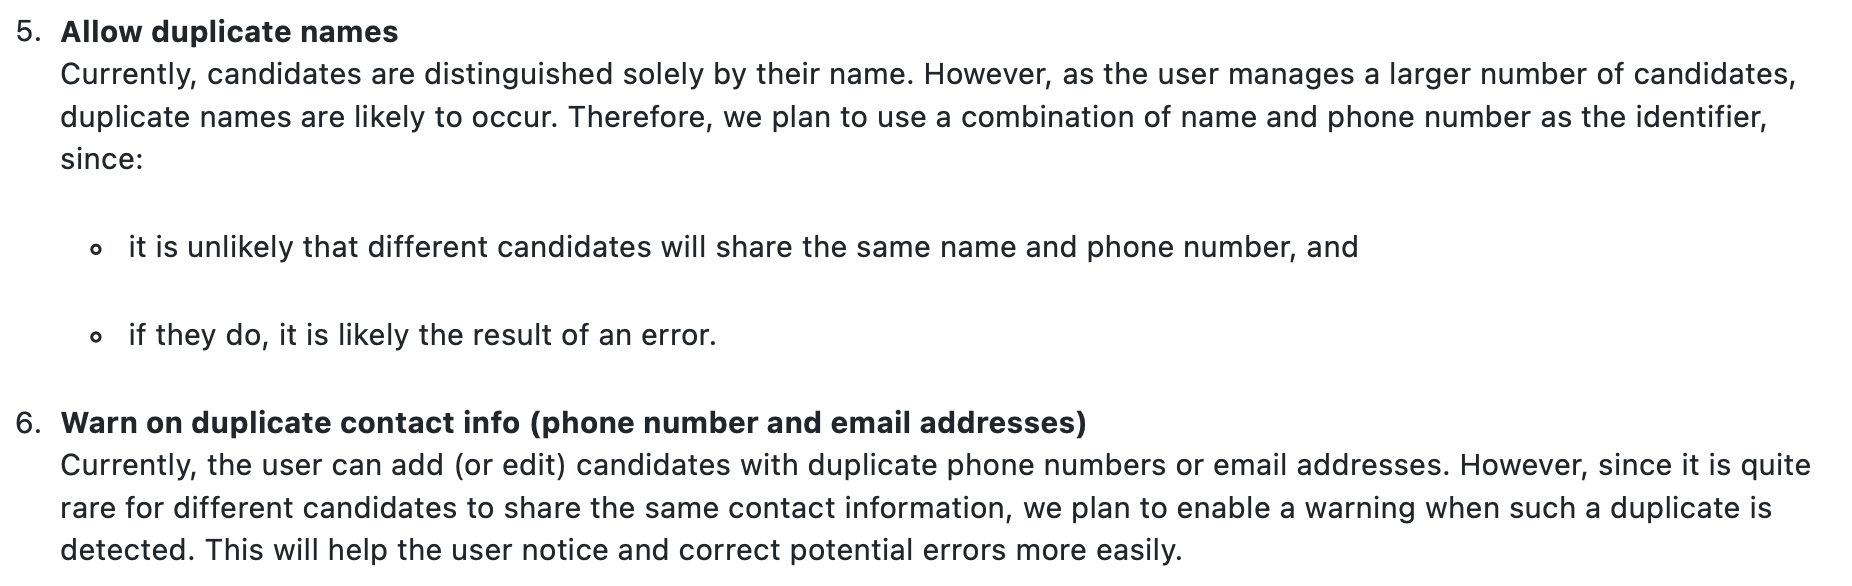 5. Allow duplicate names
Currently, candidates are distinguished solely by their name. However, as the user manages a larger number of candidates,
duplicate names are likely to occur. Therefore, we plan to use a combination of name and phone number as the identifier,
since:
◦ it is unlikely that different candidates will share the same name and phone number, and
◦ if they do, it is likely the result of an error.
6. Warn on duplicate contact info (phone number and email addresses)
Currently, the user can add (or edit) candidates with duplicate phone numbers or email addresses. However, since it is quite
rare for different candidates to share the same contact information, we plan to enable a warning when such a duplicate is
detected. This will help the user notice and correct potential errors more easily.